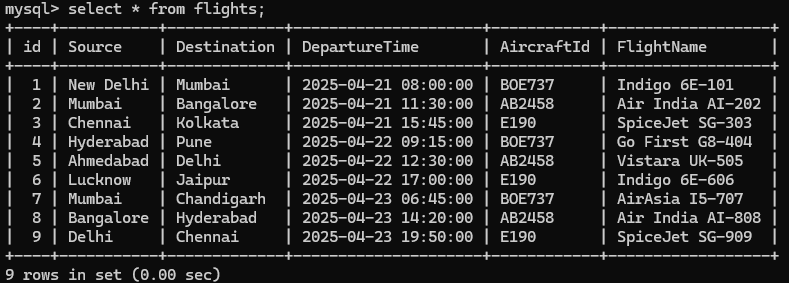 mysql> select * from flights;
+----+------------+-------------+---------------------+------------+------------------+
| id | Source     | Destination | DepartureTime       | AircraftId | FlightName       |
+----+------------+-------------+---------------------+------------+------------------+
|  1 | New Delhi  | Mumbai      | 2025-04-21 08:00:00 | BOE737     | Indigo 6E-101    |
|  2 | Mumbai     | Bangalore   | 2025-04-21 11:30:00 | AB2458     | Air India AI-202 |
|  3 | Chennai    | Kolkata     | 2025-04-21 15:45:00 | E190       | SpiceJet SG-303  |
|  4 | Hyderabad  | Pune        | 2025-04-22 09:15:00 | BOE737     | Go First G8-404  |
|  5 | Ahmedabad  | Delhi       | 2025-04-22 12:30:00 | AB2458     | Vistara UK-505   |
|  6 | Lucknow    | Jaipur      | 2025-04-22 17:00:00 | E190       | Indigo 6E-606    |
|  7 | Mumbai     | Chandigarh  | 2025-04-23 06:45:00 | BOE737     | AirAsia I5-707   |
|  8 | Bangalore  | Hyderabad   | 2025-04-23 14:20:00 | AB2458     | Air India AI-808 |
|  9 | Delhi      | Chennai     | 2025-04-23 19:50:00 | E190       | SpiceJet SG-909  |
+----+------------+-------------+---------------------+------------+------------------+
9 rows in set (0.00 sec)